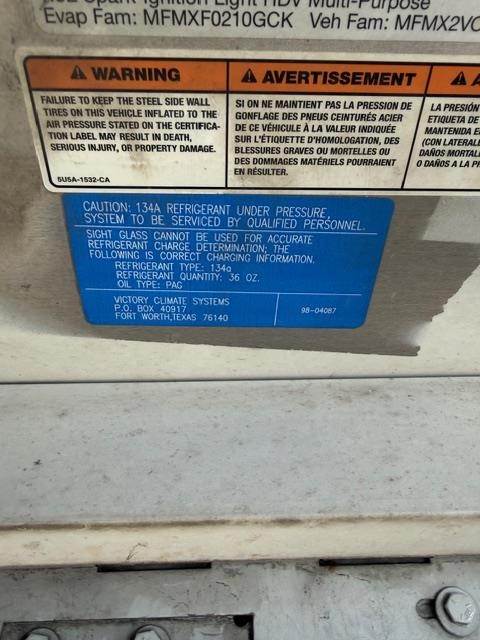 Spark Ignition Light HDV Multi-Purpose
Evap Fam: MFMXF0210GCK Veh Fam: MFMX2VC
⚠ WARNING
FAILURE TO KEEP THE STEEL SIDE WALL
TIRES ON THIS VEHICLE INFLATED TO THE
AIR PRESSURE STATED ON THE CERTIFICA-
TION LABEL MAY RESULT IN DEATH,
SERIOUS INJURY, OR PROPERTY DAMAGE.
5U5A-1532-CA
⚠ AVERTISSEMENT
SI ON NE MAINTIENT PAS LA PRESSION DE
GONFLAGE DES PNEUS CEINTURÉS ACIER
DE CE VÉHICULE À LA VALEUR INDIQUÉE
SUR L'ÉTIQUETTE D'HOMOLOGATION, DES
BLESSURES GRAVES OU MORTELLES OU
DES DOMMAGES MATÉRIELS POURRAIENT
EN RÉSULTER.
⚠ A
LA PRESIÓN
ETIQUETA DE
MANTENIDA E
(CON LATERAL
DAÑOS MORTAL
O DAÑOS A LA P
CAUTION: 134A REFRIGERANT UNDER PRESSURE,
SYSTEM TO BE SERVICED BY QUALIFIED PERSONNEL.
SIGHT GLASS CANNOT BE USED FOR ACCURATE
REFRIGERANT CHARGE DETERMINATION; THE
FOLLOWING IS CORRECT CHARGING INFORMATION.
REFRIGERANT TYPE: 134a
REFRIGERANT QUANTITY: 36 OZ.
OIL TYPE: PAG
VICTORY CLIMATE SYSTEMS
P.O. BOX 40917
FORT WORTH,TEXAS 76140
98-04087